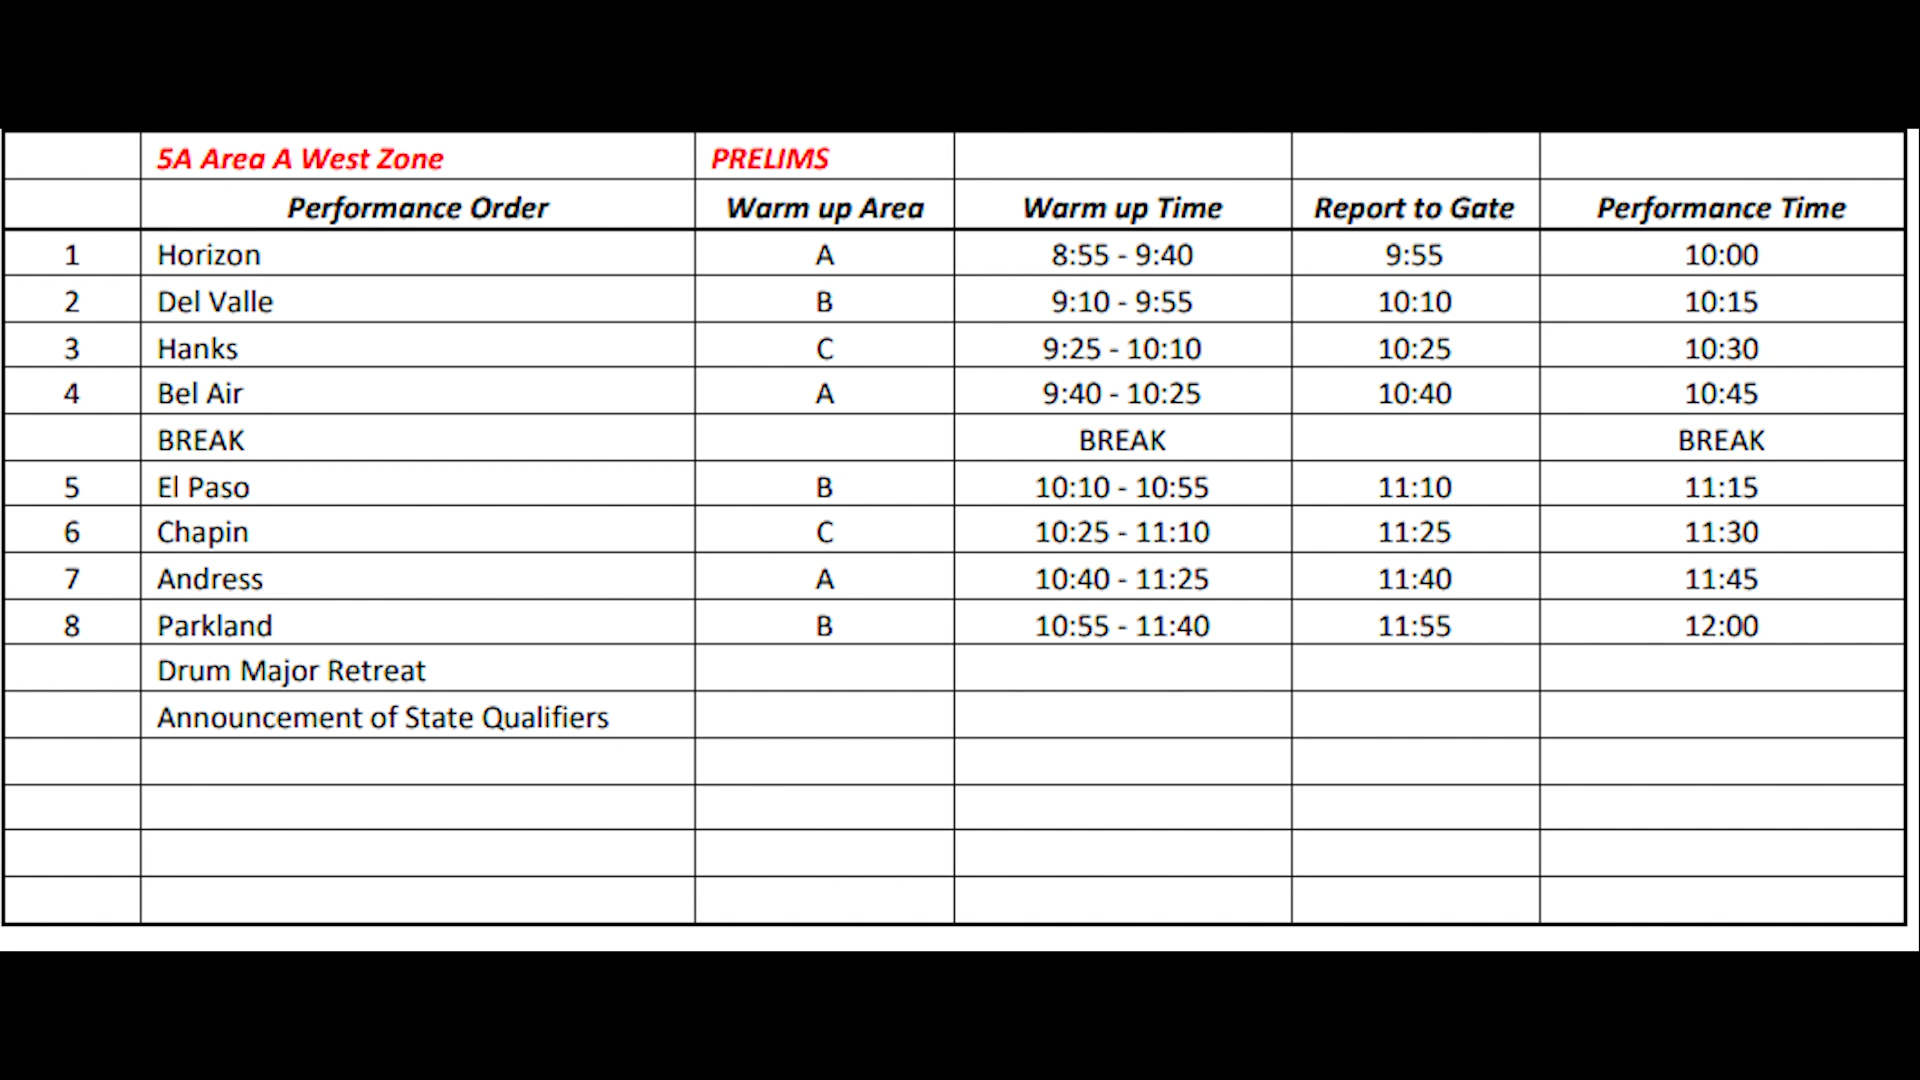 5A Area A West Zone PRELIMS
Performance Order Warm up Area Warm up Time Report to Gate Performance Time
1 Horizon A 8:55 - 9:40 9:55 10:00
2 Del Valle B 9:10 - 9:55 10:10 10:15
3 Hanks C 9:25 - 10:10 10:25 10:30
4 Bel Air A 9:40 - 10:25 10:40 10:45
BREAK BREAK BREAK
5 El Paso B 10:10 - 10:55 11:10 11:15
6 Chapin C 10:25 - 11:10 11:25 11:30
7 Andress A 10:40 - 11:25 11:40 11:45
8 Parkland B 10:55 - 11:40 11:55 12:00
Drum Major Retreat
Announcement of State Qualifiers